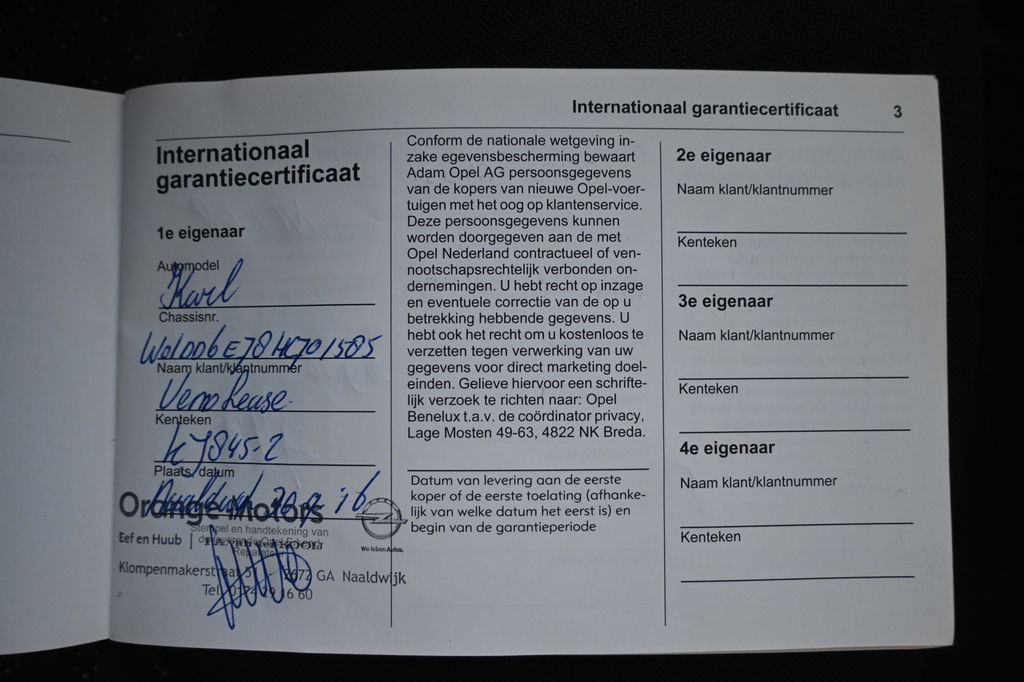 Internationaal garantiecertificaat 3
Internationaal
garantiecertificaat
1e eigenaar
Automodel
Karl
Chassisnr.
W0L0D6E78HC701585
Naam klant/klantnummer
Lease
Kenteken
Plaats/datum
Naaldwijk
Orange Motors
Stempel en handtekening van
Eef en Huub
Klompenmakerstraat
2672 GA Naaldwijk
Tel.
Wir leben Autos.
Conform de nationale wetgeving in-
zake egevensbescherming bewaart
Adam Opel AG persoonsgegevens
van de kopers van nieuwe Opel-voer-
tuigen met het oog op klantenservice.
Deze persoonsgegevens kunnen
worden doorgegeven aan de met
Opel Nederland contractueel of ven-
nootschapsrechtelijk verbonden on-
dernemingen. U hebt recht op inzage
en eventuele correctie van de op u
betrekking hebbende gegevens. U
hebt ook het recht om u kostenloos te
verzetten tegen verwerking van uw
gegevens voor direct marketing doel-
einden. Gelieve hiervoor een schrifte-
lijk verzoek te richten naar: Opel
Benelux t.a.v. de coördinator privacy,
Lage Mosten 49-63, 4822 NK Breda.
Datum van levering aan de eerste
koper of de eerste toelating (afhanke-
lijk van welke datum het eerst is) en
begin van de garantieperiode
2e eigenaar
Naam klant/klantnummer
Kenteken
3e eigenaar
Naam klant/klantnummer
Kenteken
4e eigenaar
Naam klant/klantnummer
Kenteken